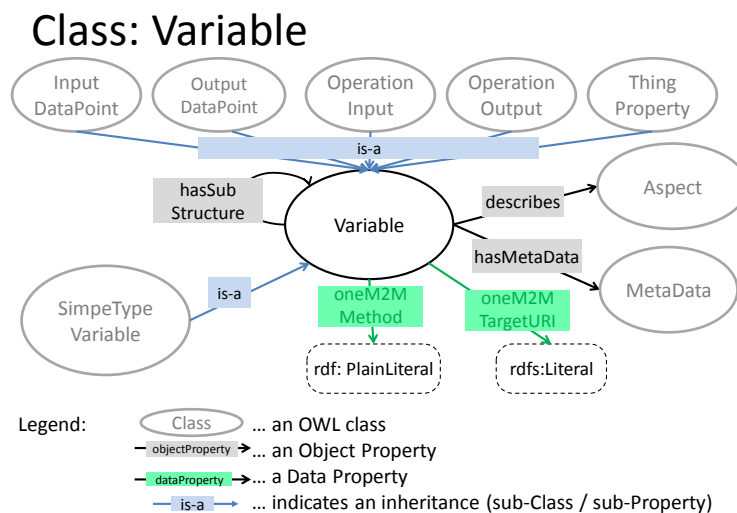 Class: Variable
Input
DataPoint
Output
DataPoint
Operation
Input
Operation
Output
Thing
Property
is-a
hasSub
Structure
Variable
describes
Aspect
hasMetaData
MetaData
SimpeType
Variable
is-a
oneM2M
Method
oneM2M
TargetURI
rdf: PlainLiteral
rdfs:Literal
Legend:
Class
... an OWL class
objectProperty
... an Object Property
dataProperty
... a Data Property
is-a
... indicates an inheritance (sub-Class / sub-Property)